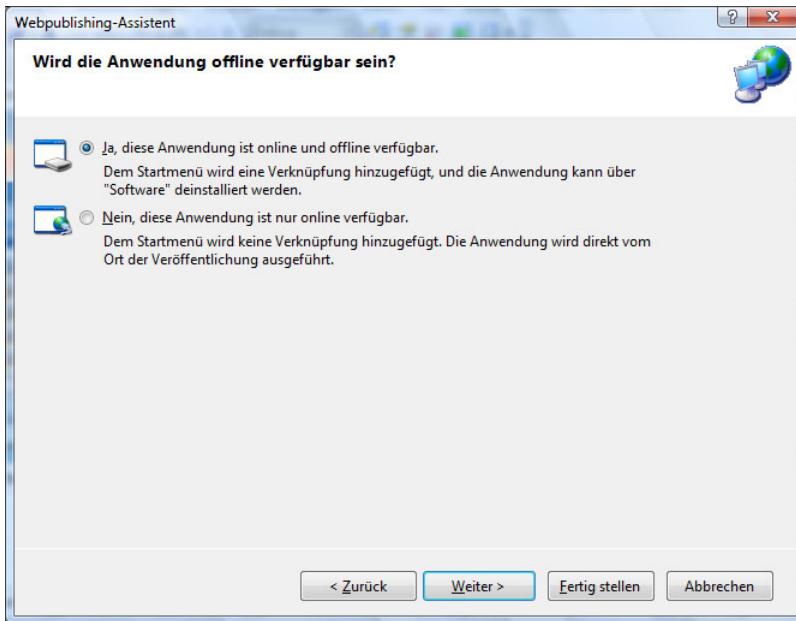 Webpublishing-Assistent
Wird die Anwendung offline verfügbar sein?
Ja, diese Anwendung ist online und offline verfügbar.
Dem Startmenü wird eine Verknüpfung hinzugefügt, und die Anwendung kann über
"Software" deinstalliert werden.
Nein, diese Anwendung ist nur online verfügbar.
Dem Startmenü wird keine Verknüpfung hinzugefügt. Die Anwendung wird direkt vom
Ort der Veröffentlichung ausgeführt.
< Zurück Weiter > Fertig stellen Abbrechen